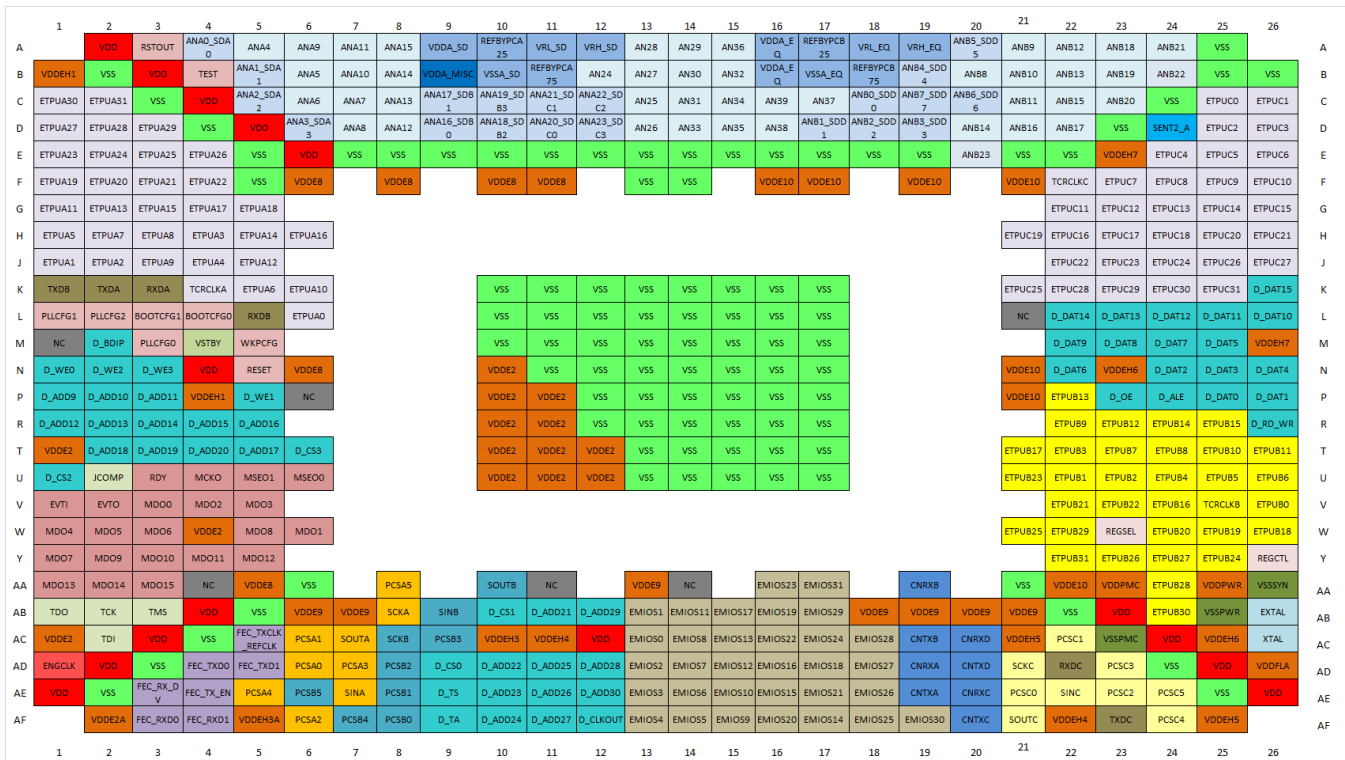 1 2 3 4 5 6 7 8 9 10 11 12 13 14 15 16 17 18 19 20 21 22 23 24 25 26
A VDD RSTOUT ANA0_SDA0 ANA4 ANA9 ANA11 ANA15 VDDA_SD REFBYPCA25 VRL_SD VRH_SD AN28 AN29 AN36 VDDA_EQ REFBYPCB25 VRL_EQ VRH_EQ ANB5_SDD5 ANB9 ANB12 ANB18 ANB21 VSS A
B VDDEH1 VSS VDD TEST ANA1_SDA1 ANA5 ANA10 ANA14 VDDA_MISC VSSA_SD REFBYPCA75 AN24 AN27 AN30 AN32 VDDA_EQ VSSA_EQ REFBYPCB75 ANB4_SDD4 ANB8 ANB10 ANB13 ANB19 ANB22 VSS VSS B
C ETPUA30 ETPUA31 VSS VDD ANA2_SDA2 ANA6 ANA7 ANA13 ANA17_SDB1 ANA19_SDB3 ANA21_SDC1 ANA22_SDC2 AN25 AN31 AN34 AN39 AN37 ANB0_SDD0 ANB7_SDD7 ANB6_SDD6 ANB11 ANB15 ANB20 VSS ETPUC0 ETPUC1 C
D ETPUA27 ETPUA28 ETPUA29 VSS VDD ANA3_SDA3 ANA8 ANA12 ANA16_SDB0 ANA18_SDB2 ANA20_SDC0 ANA23_SDC3 AN26 AN33 AN35 AN38 ANB1_SDD1 ANB2_SDD2 ANB3_SDD3 ANB14 ANB16 ANB17 VSS SENT2_A ETPUC2 ETPUC3 D
E ETPUA23 ETPUA24 ETPUA25 ETPUA26 VSS VDD VSS VSS VSS VSS VSS VSS VSS VSS VSS VSS VSS VSS VSS ANB23 VSS VSS VDDEH7 ETPUC4 ETPUC5 ETPUC6 E
F ETPUA19 ETPUA20 ETPUA21 ETPUA22 VSS VDDE8 VDDE8 VDDE8 VDDE8 VSS VSS VDDE10 VDDE10 VDDE10 VDDE10 TCRCLKC ETPUC7 ETPUC8 ETPUC9 ETPUC10 F
G ETPUA11 ETPUA13 ETPUA15 ETPUA17 ETPUA18 ETPUC11 ETPUC12 ETPUC13 ETPUC14 ETPUC15 G
H ETPUA5 ETPUA7 ETPUA8 ETPUA3 ETPUA14 ETPUA16 ETPUC19 ETPUC16 ETPUC17 ETPUC18 ETPUC20 ETPUC21 H
J ETPUA1 ETPUA2 ETPUA9 ETPUA4 ETPUA12 ETPUC22 ETPUC23 ETPUC24 ETPUC26 ETPUC27 J
K TXDB TXDA RXDA TCRCLKA ETPUA6 ETPUA10 VSS VSS VSS VSS VSS VSS VSS VSS ETPUC25 ETPUC28 ETPUC29 ETPUC30 ETPUC31 D_DAT15 K
L PLLCFG1 PLLCFG2 BOOTCFG1 BOOTCFG0 RXDB ETPUA0 VSS VSS VSS VSS VSS VSS VSS VSS NC D_DAT14 D_DAT13 D_DAT12 D_DAT11 D_DAT10 L
M NC D_BDIP PLLCFG0 VSTBY WKPCFG VSS VSS VSS VSS VSS VSS VSS VSS D_DAT9 D_DAT8 D_DAT7 D_DAT5 VDDEH7 M
N D_WE0 D_WE2 D_WE3 VDD RESET VDDE8 VDDE2 VSS VSS VSS VSS VSS VSS VSS VDDE10 D_DAT6 VDDEH6 D_DAT2 D_DAT3 D_DAT4 N
P D_ADD9 D_ADD10 D_ADD11 VDDEH1 D_WE1 NC VDDE2 VDDE2 VSS VSS VSS VSS VSS VSS VDDE10 ETPUB13 D_OE D_ALE D_DAT0 D_DAT1 P
R D_ADD12 D_ADD13 D_ADD14 D_ADD15 D_ADD16 VDDE2 VDDE2 VSS VSS VSS VSS VSS VSS ETPUB9 ETPUB12 ETPUB14 ETPUB15 D_RD_WR R
T VDDE2 D_ADD18 D_ADD19 D_ADD20 D_ADD17 D_CS3 VDDE2 VDDE2 VDDE2 VSS VSS VSS VSS VSS ETPUB17 ETPUB3 ETPUB7 ETPUB8 ETPUB10 ETPUB11 T
U D_CS2 JCOMP RDY MCKO MSEO1 MSEO0 VDDE2 VDDE2 VDDE2 VSS VSS VSS VSS VSS ETPUB23 ETPUB1 ETPUB2 ETPUB4 ETPUB5 ETPUB6 U
V EVTI EVTO MDO0 MDO2 MDO3 ETPUB22 ETPUB21 ETPUB16 TCRCLKB ETPUB0 V
W MDO4 MDO5 MDO6 VDDE2 MDO8 MDO1 ETPUB25 ETPUB29 REGSEL ETPUB20 ETPUB19 ETPUB18 W
Y MDO7 MDO9 MDO10 MDO11 MDO12 ETPUB31 ETPUB26 ETPUB27 ETPUB24 REGCTL Y
AA MDO13 MDO14 MDO15 NC VDDE8 VSS PCSA5 SOUTB NC VDDE9 NC EMIOS23 EMIOS31 CNRXB VSS VDDE10 VDDPMC ETPUB28 VDDPWR VSSSYN AA
AB TDO TCK TMS VDD VSS VDDE9 VDDE9 SCKA SINB D_CS1 D_ADD21 D_ADD29 EMIOS1 EMIOS11 EMIOS17 EMIOS19 EMIOS29 VDDE9 VDDE9 VDDE9 VDDE9 VSS VDD ETPUB30 VSSPWR EXTAL AB
AC VDDE2 TDI VDD VSS FEC_TXCLK_REFCLK PCSA1 SOUTA SCKB PCSB3 VDDEH3 VDDEH4 VDD EMIOS0 EMIOS8 EMIOS13 EMIOS22 EMIOS24 EMIOS28 CNTXB CNRXD VDDEH5 PCSC1 VSSPMC VDD VDDEH6 XTAL AC
AD ENGCLK VDD VSS FEC_TXD0 FEC_TXD1 PCSA0 PCSA3 PCSB2 D_CS0 D_ADD22 D_ADD25 D_ADD28 EMIOS2 EMIOS7 EMIOS12 EMIOS16 EMIOS18 EMIOS27 CNRXA CNTXD SCKC RXDC PCSC3 VSS VDD VDDFLA AD
AE VDD VSS FEC_RX_DV FEC_TX_EN PCSA4 PCSB5 SINA PCSB1 D_TS D_ADD23 D_ADD26 D_ADD30 EMIOS3 EMIOS6 EMIOS10 EMIOS15 EMIOS21 EMIOS26 CNTXA CNRXC PCSC0 SINC PCSC2 PCSC5 VSS VDD AE
AF VDDE2A FEC_RXD0 FEC_RXD1 VDDEH3A PCSA2 PCSB4 PCSB0 D_TA D_ADD24 D_ADD27 D_CLKOUT EMIOS4 EMIOS5 EMIOS9 EMIOS20 EMIOS14 EMIOS25 EMIOS30 CNTXC SOUTC VDDEH4 TXDC PCSC4 VDDEH5 AF
1 2 3 4 5 6 7 8 9 10 11 12 13 14 15 16 17 18 19 20 21 22 23 24 25 26